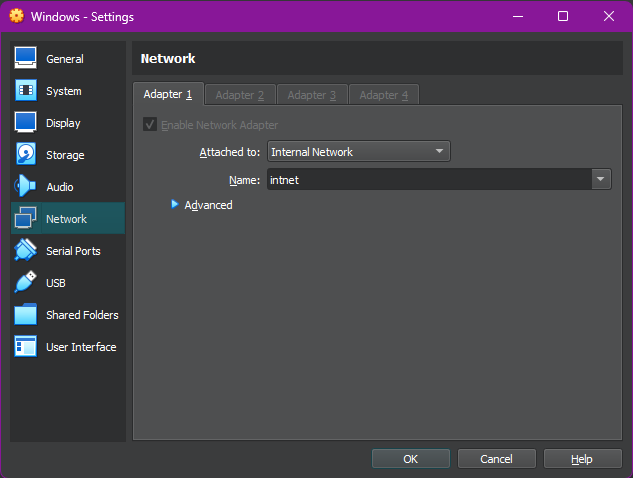 Windows - Settings
General
System
Display
Storage
Audio
Network
Serial Ports
USB
Shared Folders
User Interface
Network
Adapter 1
Adapter 2
Adapter 3
Adapter 4
Enable Network Adapter
Attached to: Internal Network
Name: intnet
Advanced
OK
Cancel
Help